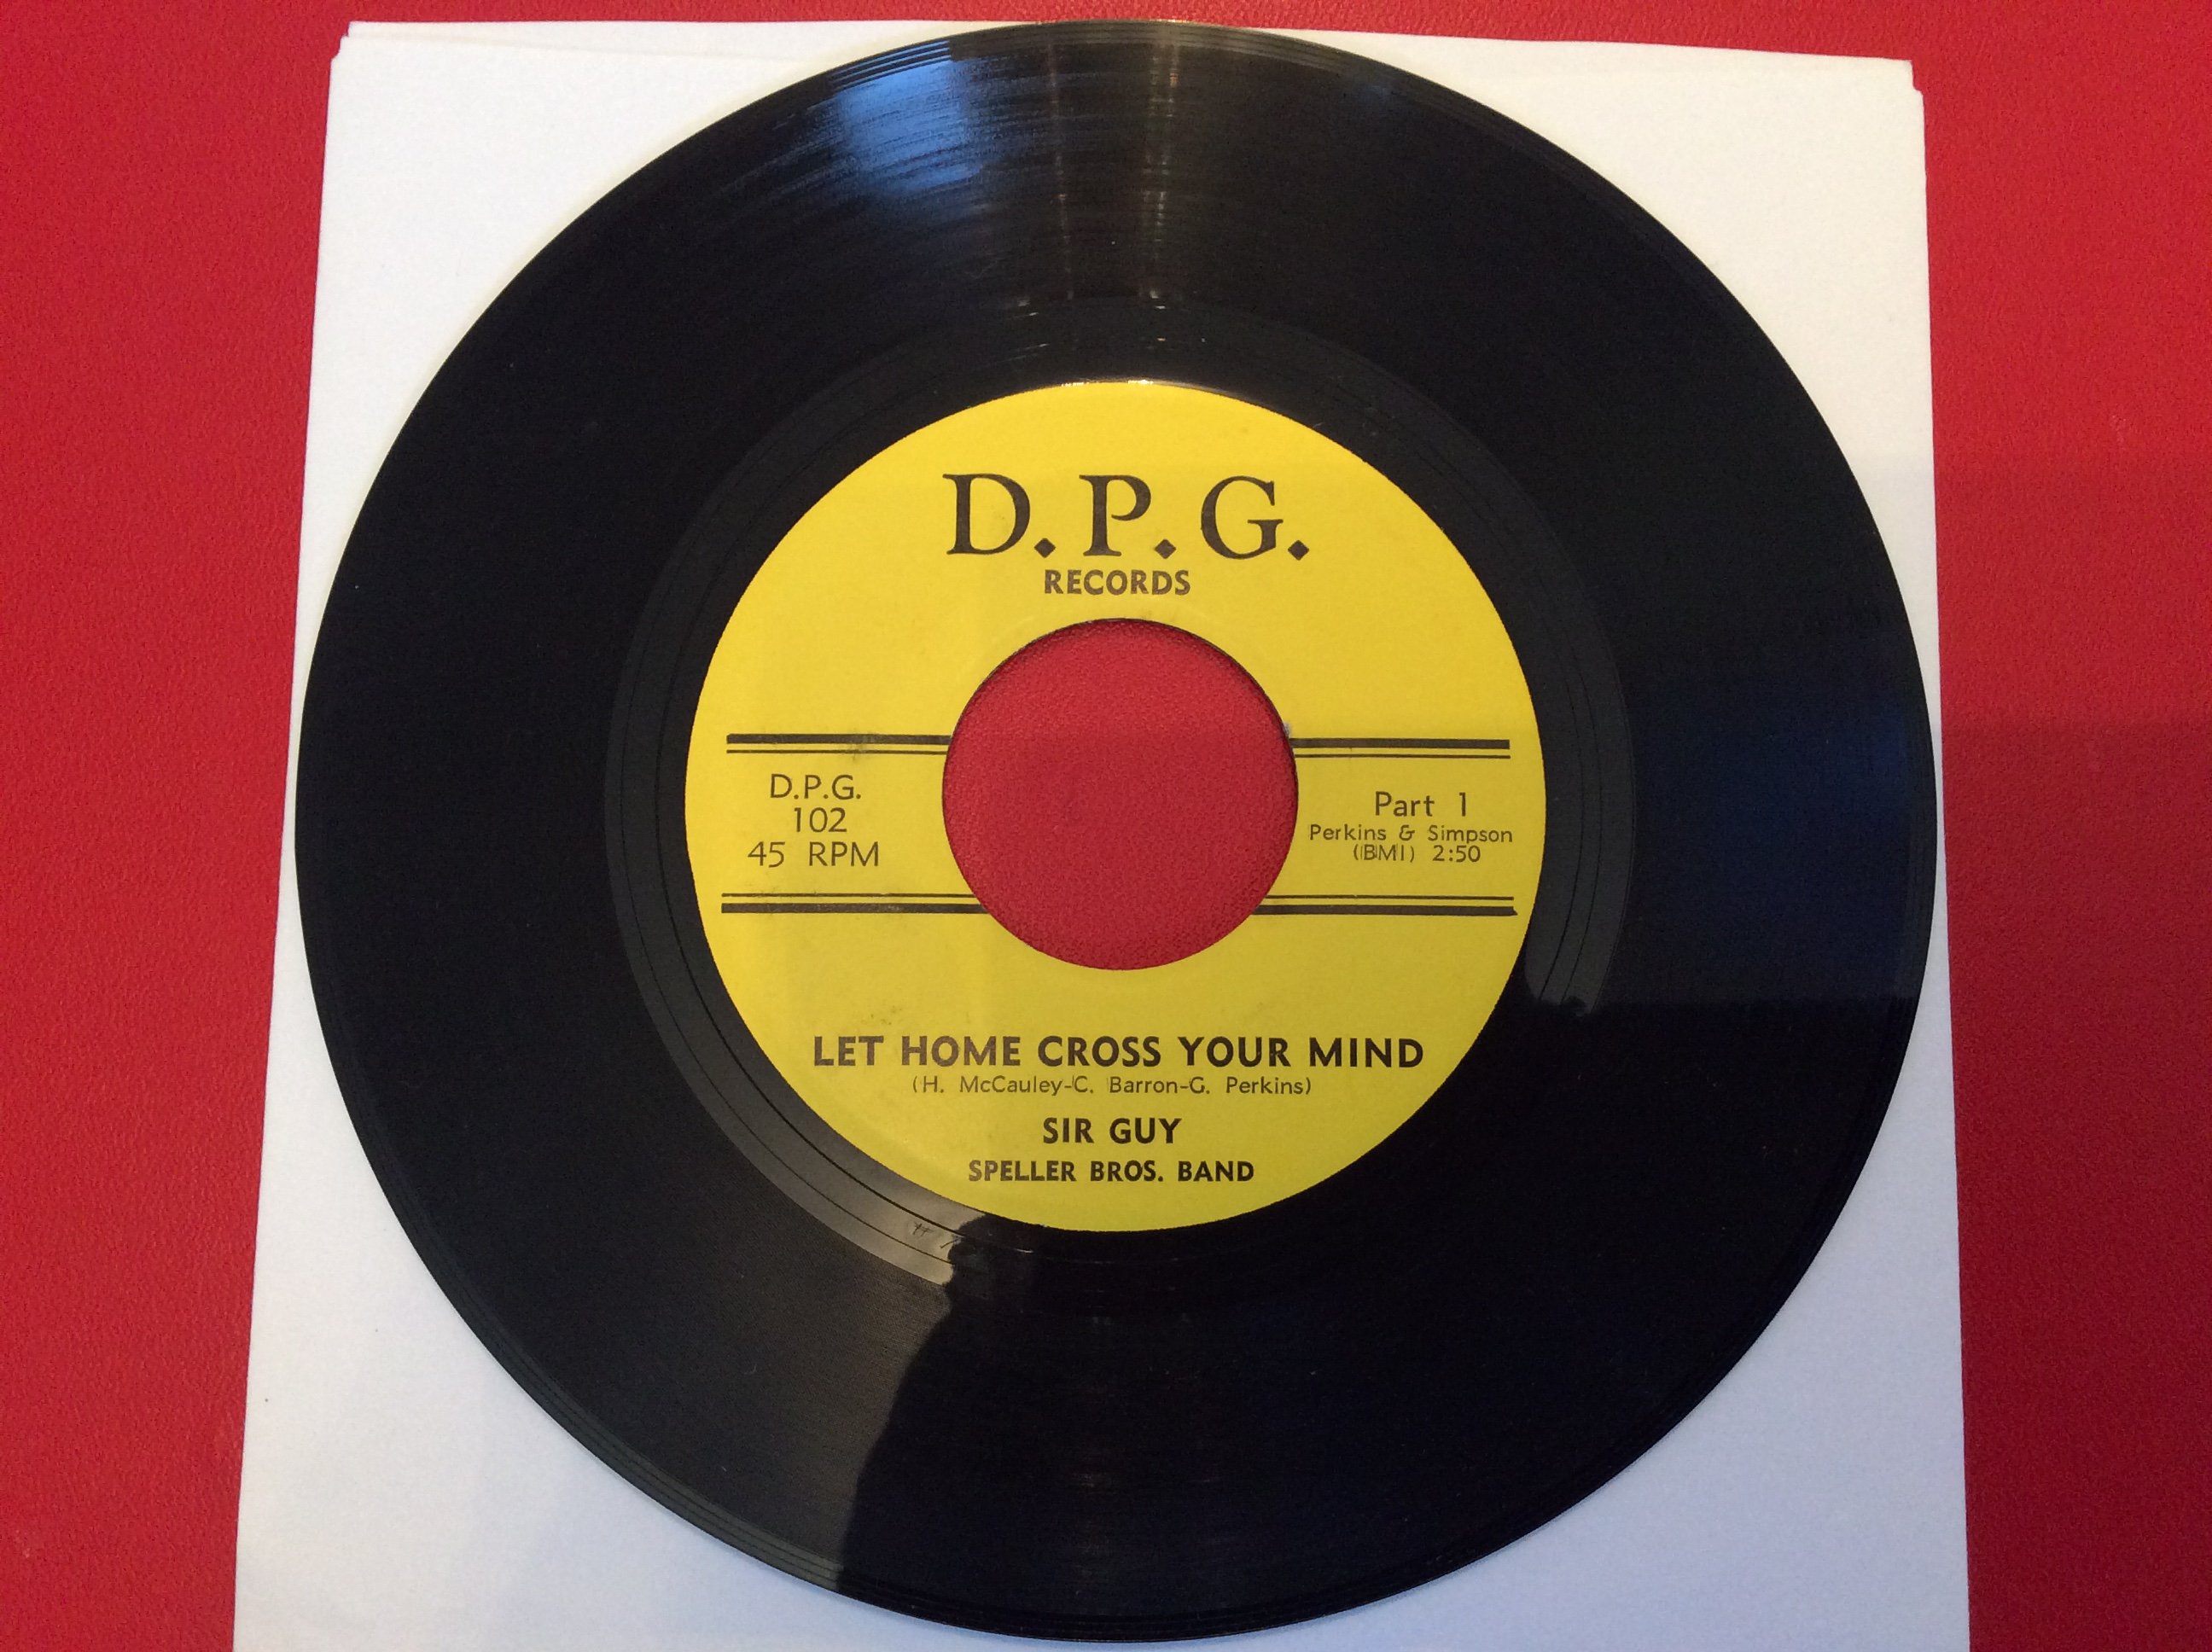 D.P.G.
RECORDS
D.P.G.
102
45 RPM
Part 1
Perkins & Simpson
(BMI) 2:50
LET HOME CROSS YOUR MIND
(H. McCauley-C. Barron-G. Perkins)
SIR GUY
SPELLER BROS. BAND